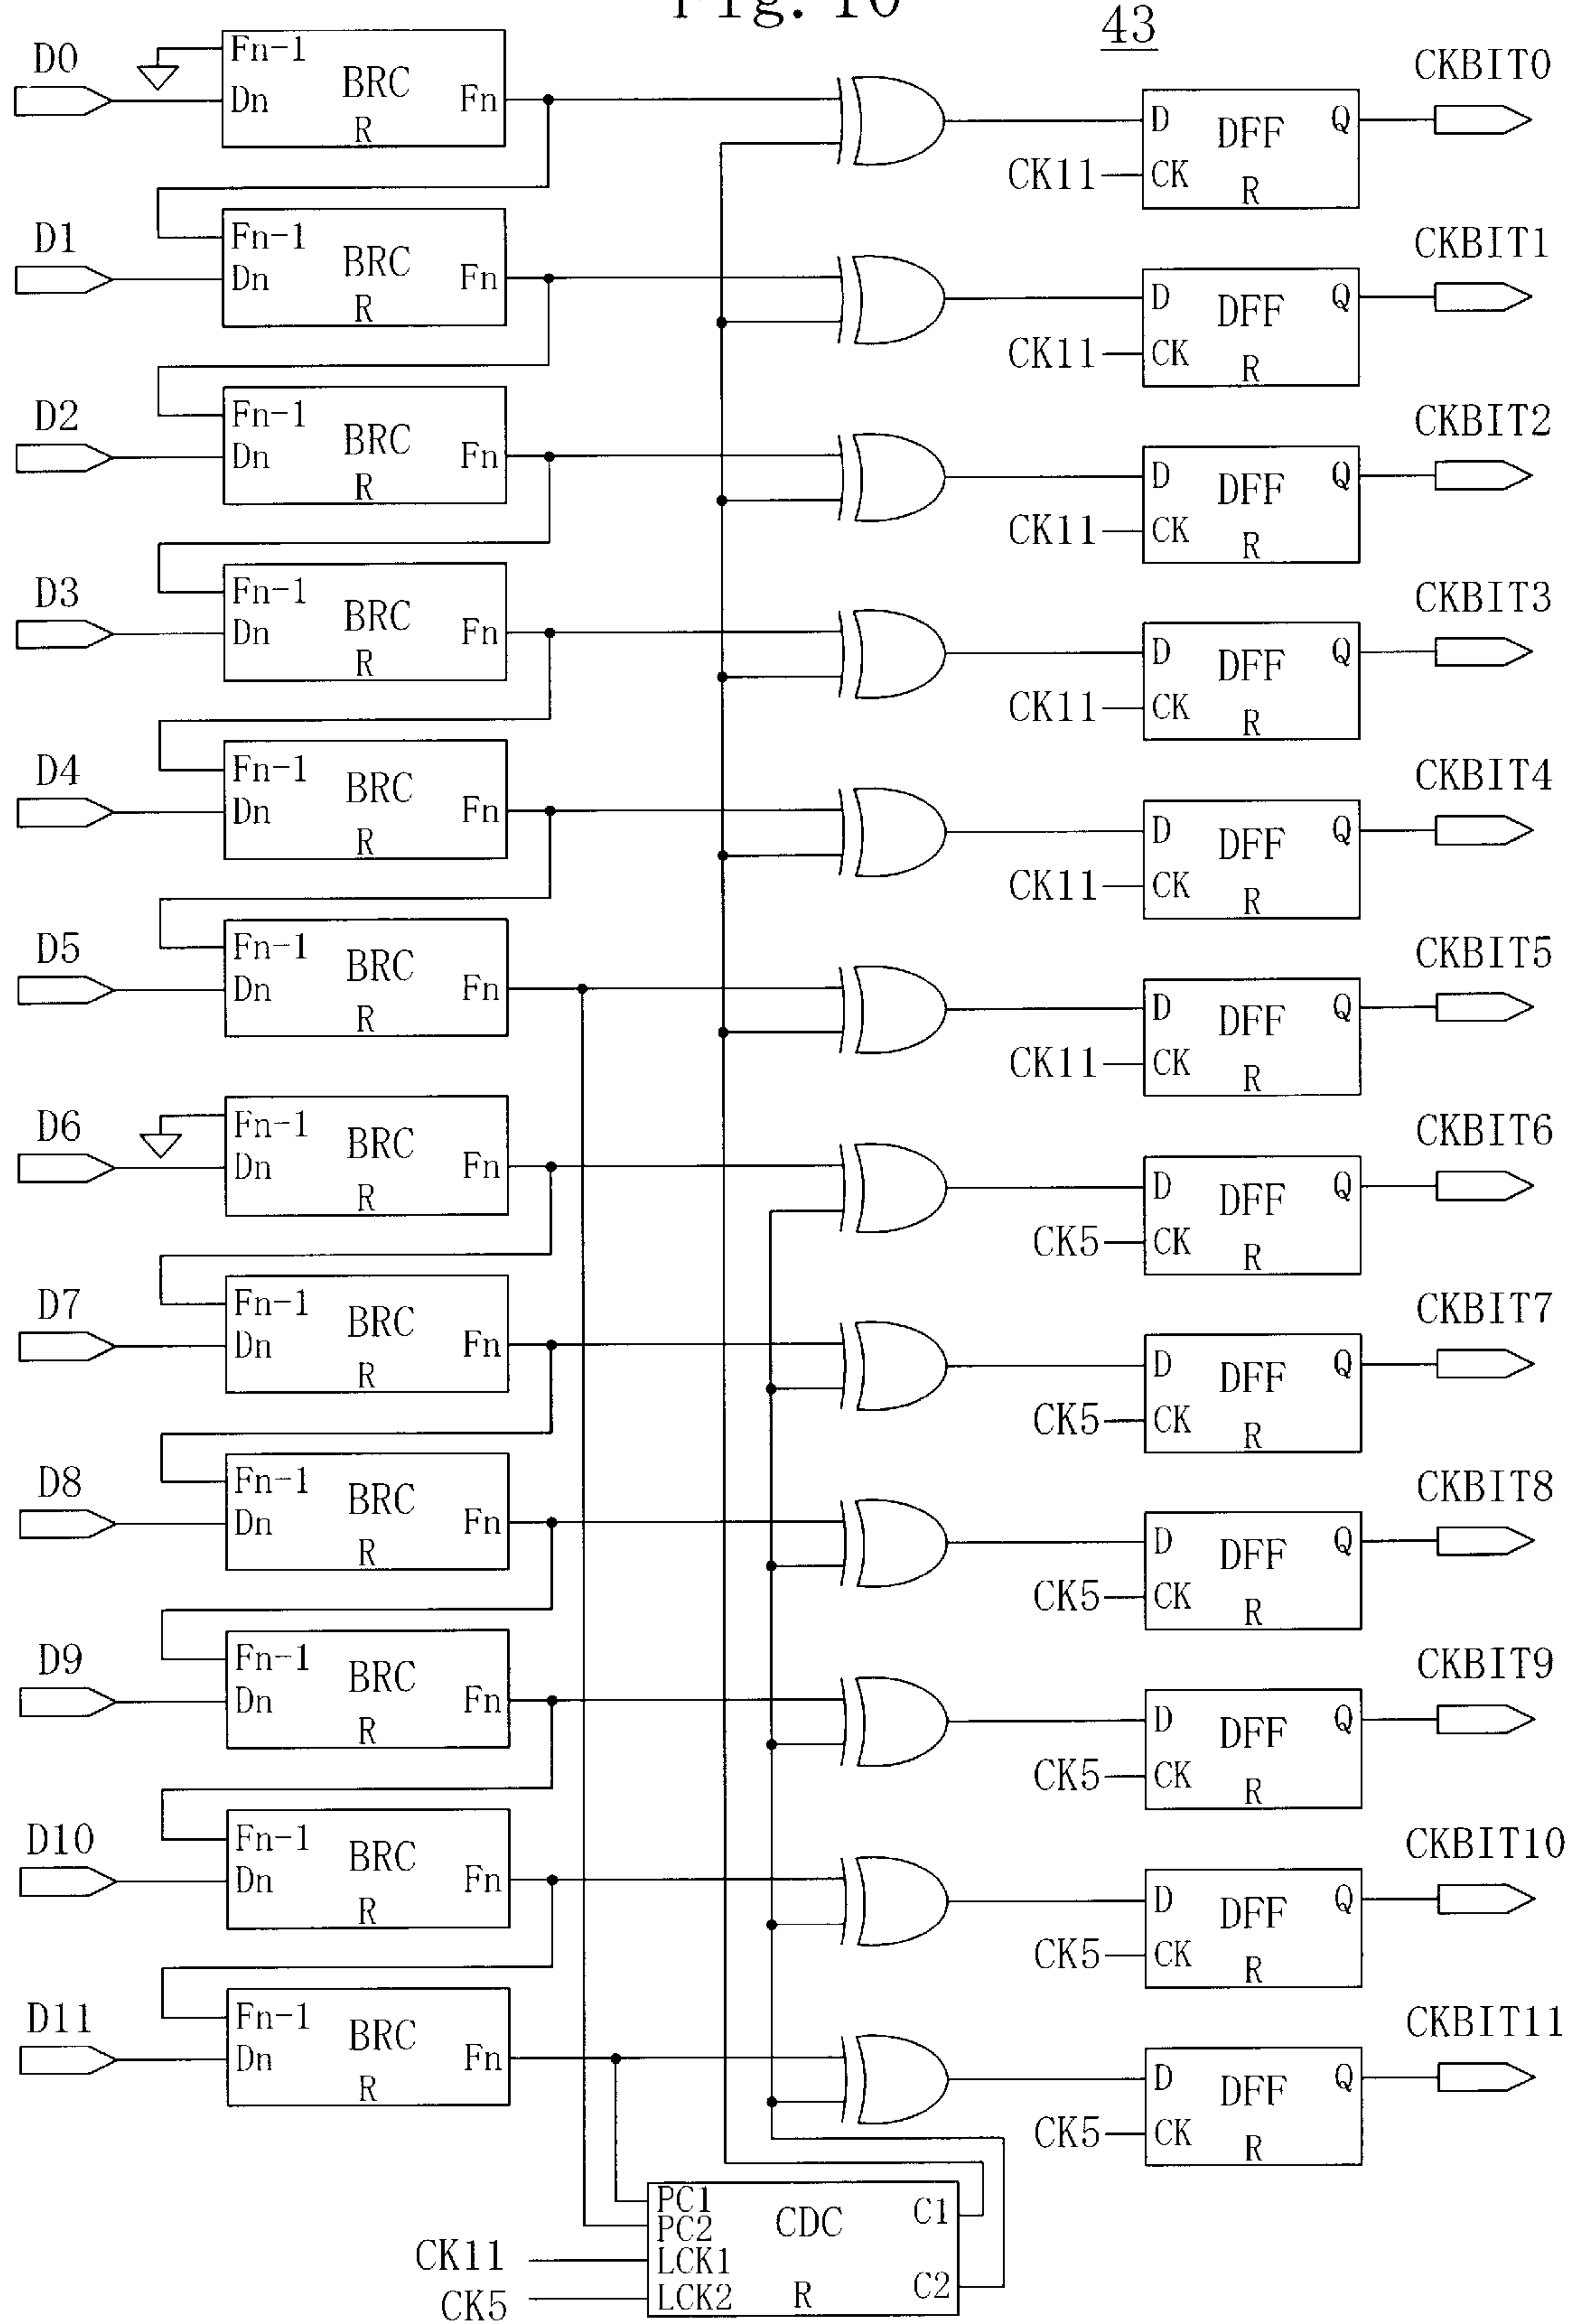 Fig. 10
43
D0
Fn-1
Dn
BRC
R
Fn
CK11
D
CK
DFF
R
Q
CKBIT0
D1
Fn-1
Dn
BRC
R
Fn
CK11
D
CK
DFF
R
Q
CKBIT1
D2
Fn-1
Dn
BRC
R
Fn
CK11
D
CK
DFF
R
Q
CKBIT2
D3
Fn-1
Dn
BRC
R
Fn
CK11
D
CK
DFF
R
Q
CKBIT3
D4
Fn-1
Dn
BRC
R
Fn
CK11
D
CK
DFF
R
Q
CKBIT4
D5
Fn-1
Dn
BRC
R
Fn
CK11
D
CK
DFF
R
Q
CKBIT5
D6
Fn-1
Dn
BRC
R
Fn
CK5
D
CK
DFF
R
Q
CKBIT6
D7
Fn-1
Dn
BRC
R
Fn
CK5
D
CK
DFF
R
Q
CKBIT7
D8
Fn-1
Dn
BRC
R
Fn
CK5
D
CK
DFF
R
Q
CKBIT8
D9
Fn-1
Dn
BRC
R
Fn
CK5
D
CK
DFF
R
Q
CKBIT9
D10
Fn-1
Dn
BRC
R
Fn
CK5
D
CK
DFF
R
Q
CKBIT10
D11
Fn-1
Dn
BRC
R
Fn
CK5
D
CK
DFF
R
Q
CKBIT11
CK11
CK5
PC1
PC2
LCK1
LCK2
CDC
R
C1
C2